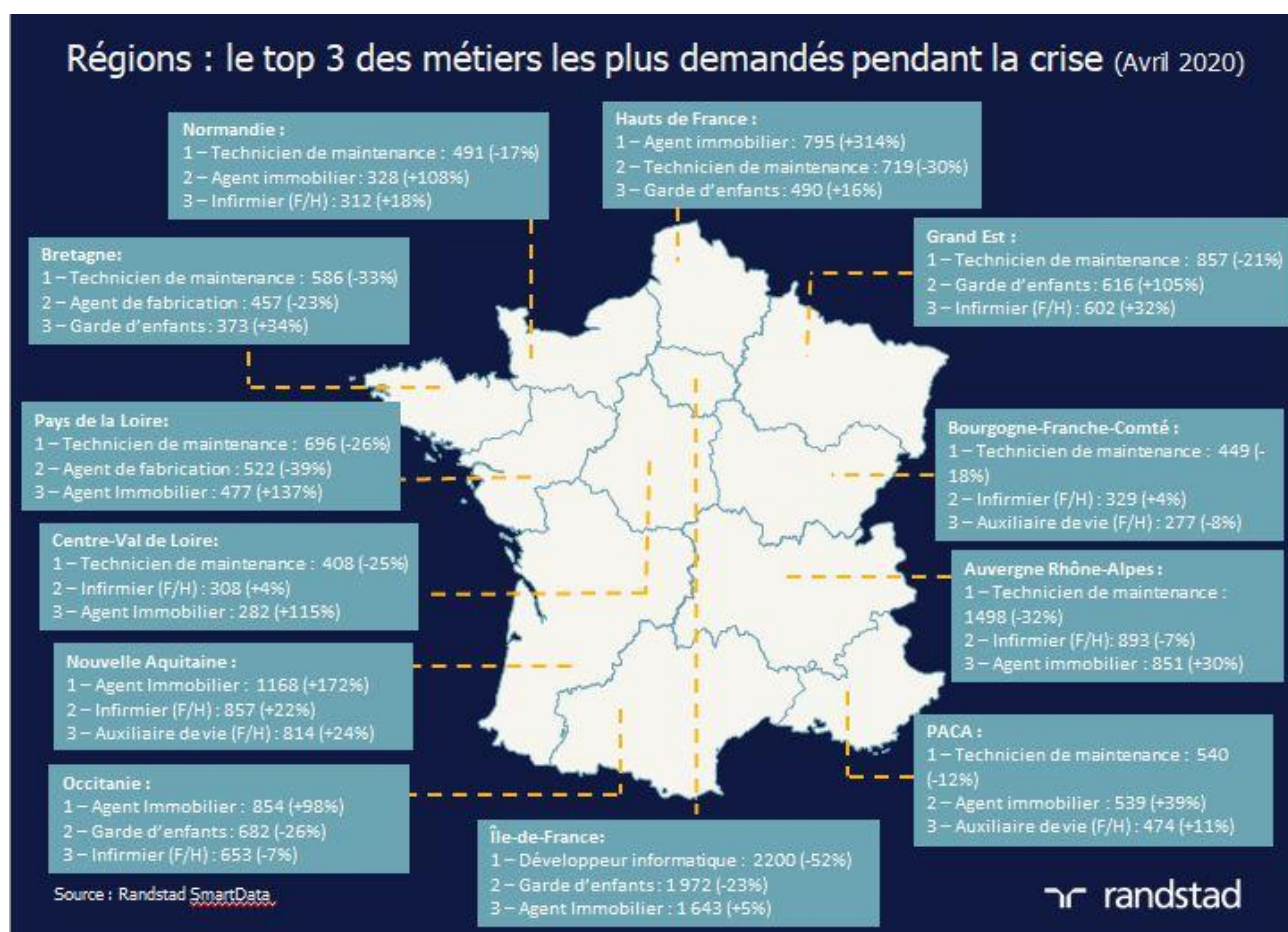 Régions : le top 3 des métiers les plus demandés pendant la crise (Avril 2020)
Normandie :
1 – Technicien de maintenance : 491 (-17%)
2 – Agent immobilier : 328 (+108%)
3 – Infirmier (F/H) : 312 (+18%)
Hauts de France :
1 – Agent immobilier : 795 (+314%)
2 – Technicien de maintenance : 719 (-30%)
3 – Garde d'enfants : 490 (+16%)
Bretagne:
1 – Technicien de maintenance : 586 (-33%)
2 – Agent de fabrication : 457 (-23%)
3 – Garde d'enfants : 373 (+34%)
Grand Est :
1 – Technicien de maintenance : 857 (-21%)
2 – Garde d'enfants : 616 (+105%)
3 – Infirmier (F/H) : 602 (+32%)
Pays de la Loire:
1 – Technicien de maintenance : 696 (-26%)
2 – Agent de fabrication : 522 (-39%)
3 – Agent Immobilier : 477 (+137%)
Bourgogne-Franche-Comté :
1 – Technicien de maintenance : 449 (-
18%)
2 – Infirmier (F/H) : 329 (+4%)
3 – Auxiliaire de vie (F/H) : 277 (-8%)
Centre-Val de Loire:
1 – Technicien de maintenance : 408 (-25%)
2 – Infirmier (F/H) : 308 (+4%)
3 – Agent Immobilier : 282 (+115%)
Auvergne Rhône-Alpes :
1 – Technicien de maintenance :
1498 (-32%)
2 – Infirmier (F/H): 893 (-7%)
3 – Agent immobilier : 851 (+30%)
Nouvelle Aquitaine :
1 – Agent Immobilier : 1168 (+172%)
2 – Infirmier (F/H) : 857 (+22%)
3 – Auxiliaire de vie (F/H) : 814 (+24%)
PACA :
1 – Technicien de maintenance : 540
(-12%)
2 – Agent immobilier : 539 (+39%)
3 – Auxiliaire de vie (F/H) : 474 (+11%)
Occitanie :
1 – Agent Immobilier : 854 (+98%)
2 – Garde d'enfants : 682 (-26%)
3 – Infirmier (F/H) : 653 (-7%)
Île-de-France:
1 – Développeur informatique : 2200 (-52%)
2 – Garde d'enfants : 1 972 (-23%)
3 – Agent Immobilier : 1 643 (+5%)
Source : Randstad SmartData
randstad